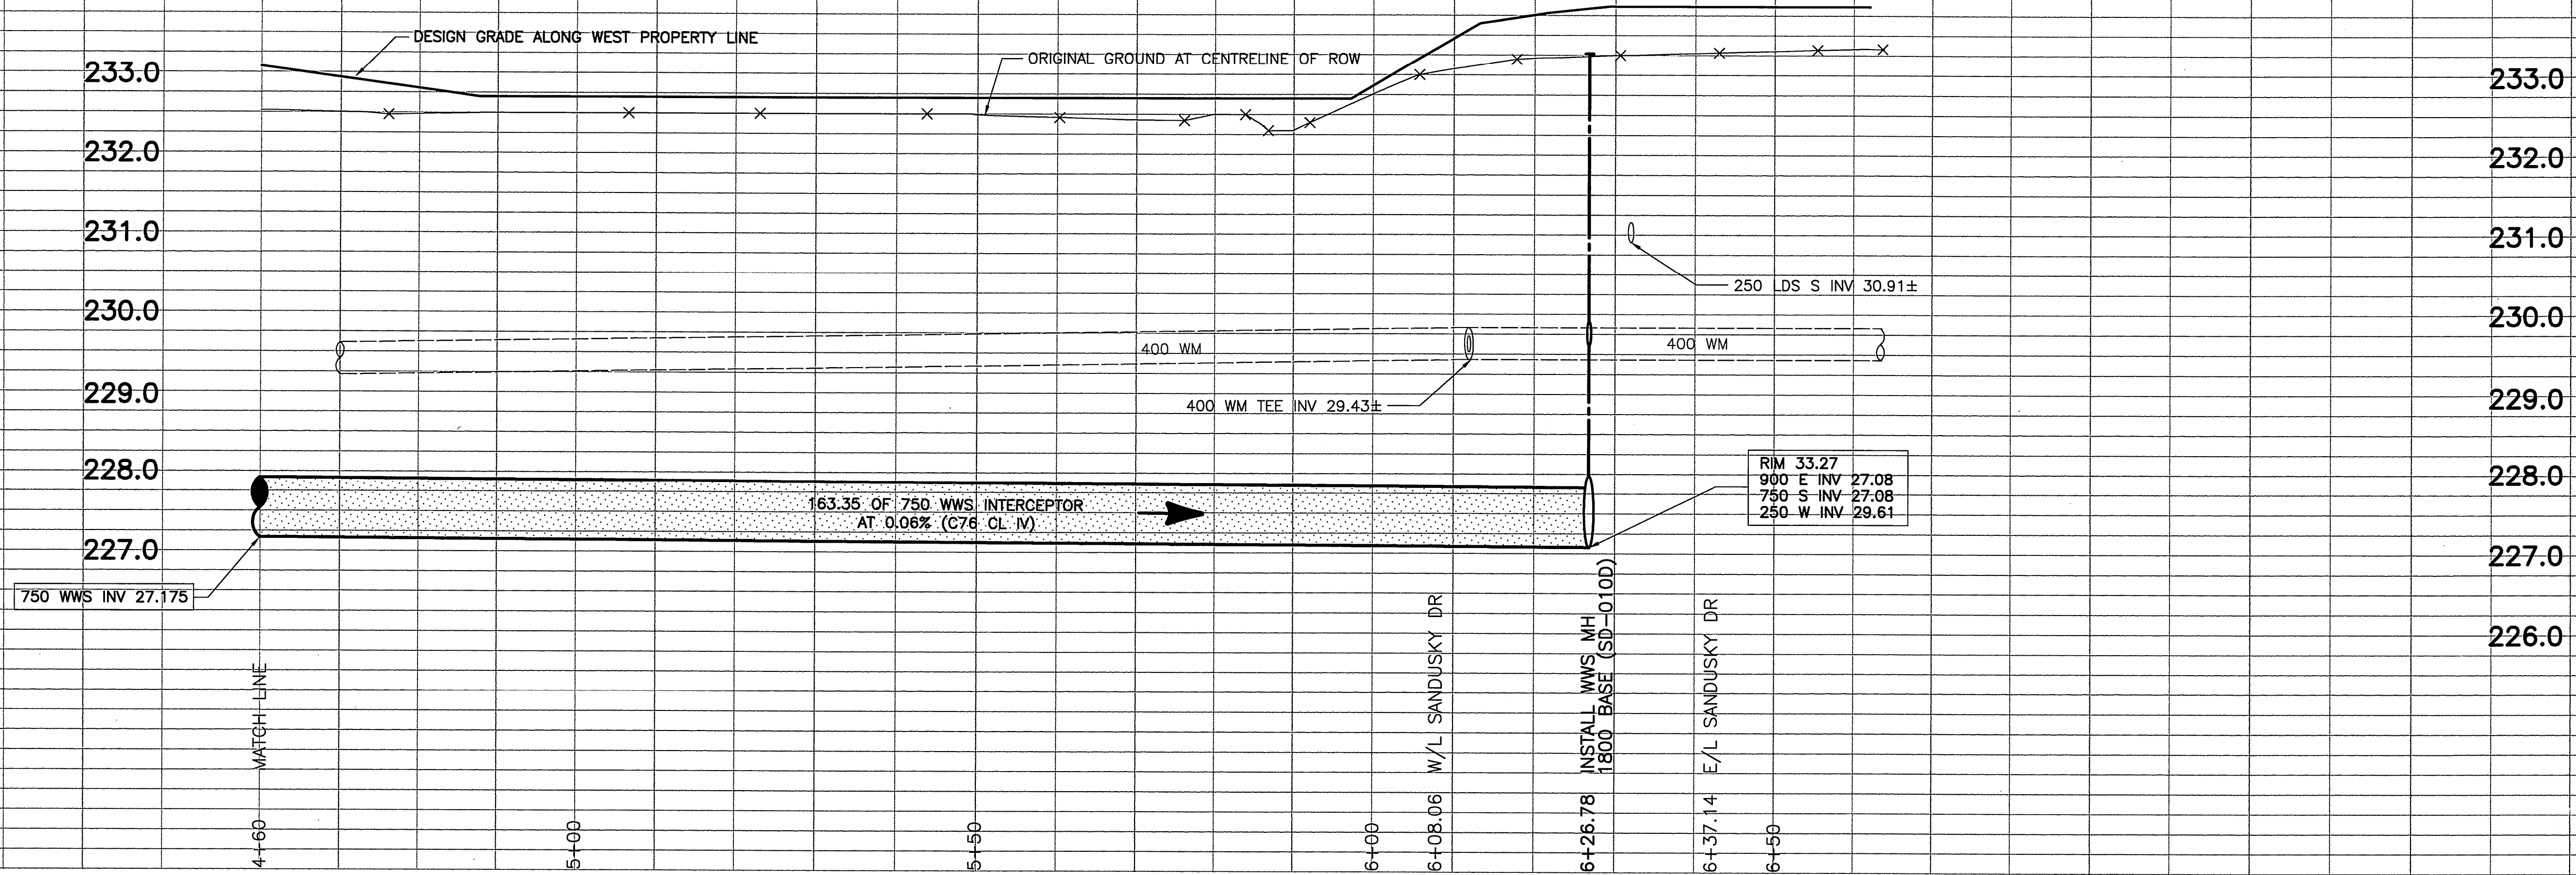 DESIGN GRADE ALONG WEST PROPERTY LINE
ORIGINAL GROUND AT CENTRELINE OF ROW
233.0
233.0
232.0
232.0
231.0
231.0
250 LDS S INV 30.91±
230.0
230.0
400 WM
400 WM
229.0
229.0
400 WM TEE INV 29.43±
228.0
228.0
RIM 33.27
900 E INV 27.08
750 S INV 27.08
250 W INV 29.61
163.35 OF 750 WWS INTERCEPTOR
AT 0.06% (C76 CL IV)
227.0
227.0
750 WWS INV 27.175
226.0
MATCH LINE
W/L SANDUSKY DR
INSTALL WWS MH
1800 BASE (SD-010D)
E/L SANDUSKY DR
4+60
5+00
5+50
6+00
6+08.06
6+26.78
6+37.14
6+50